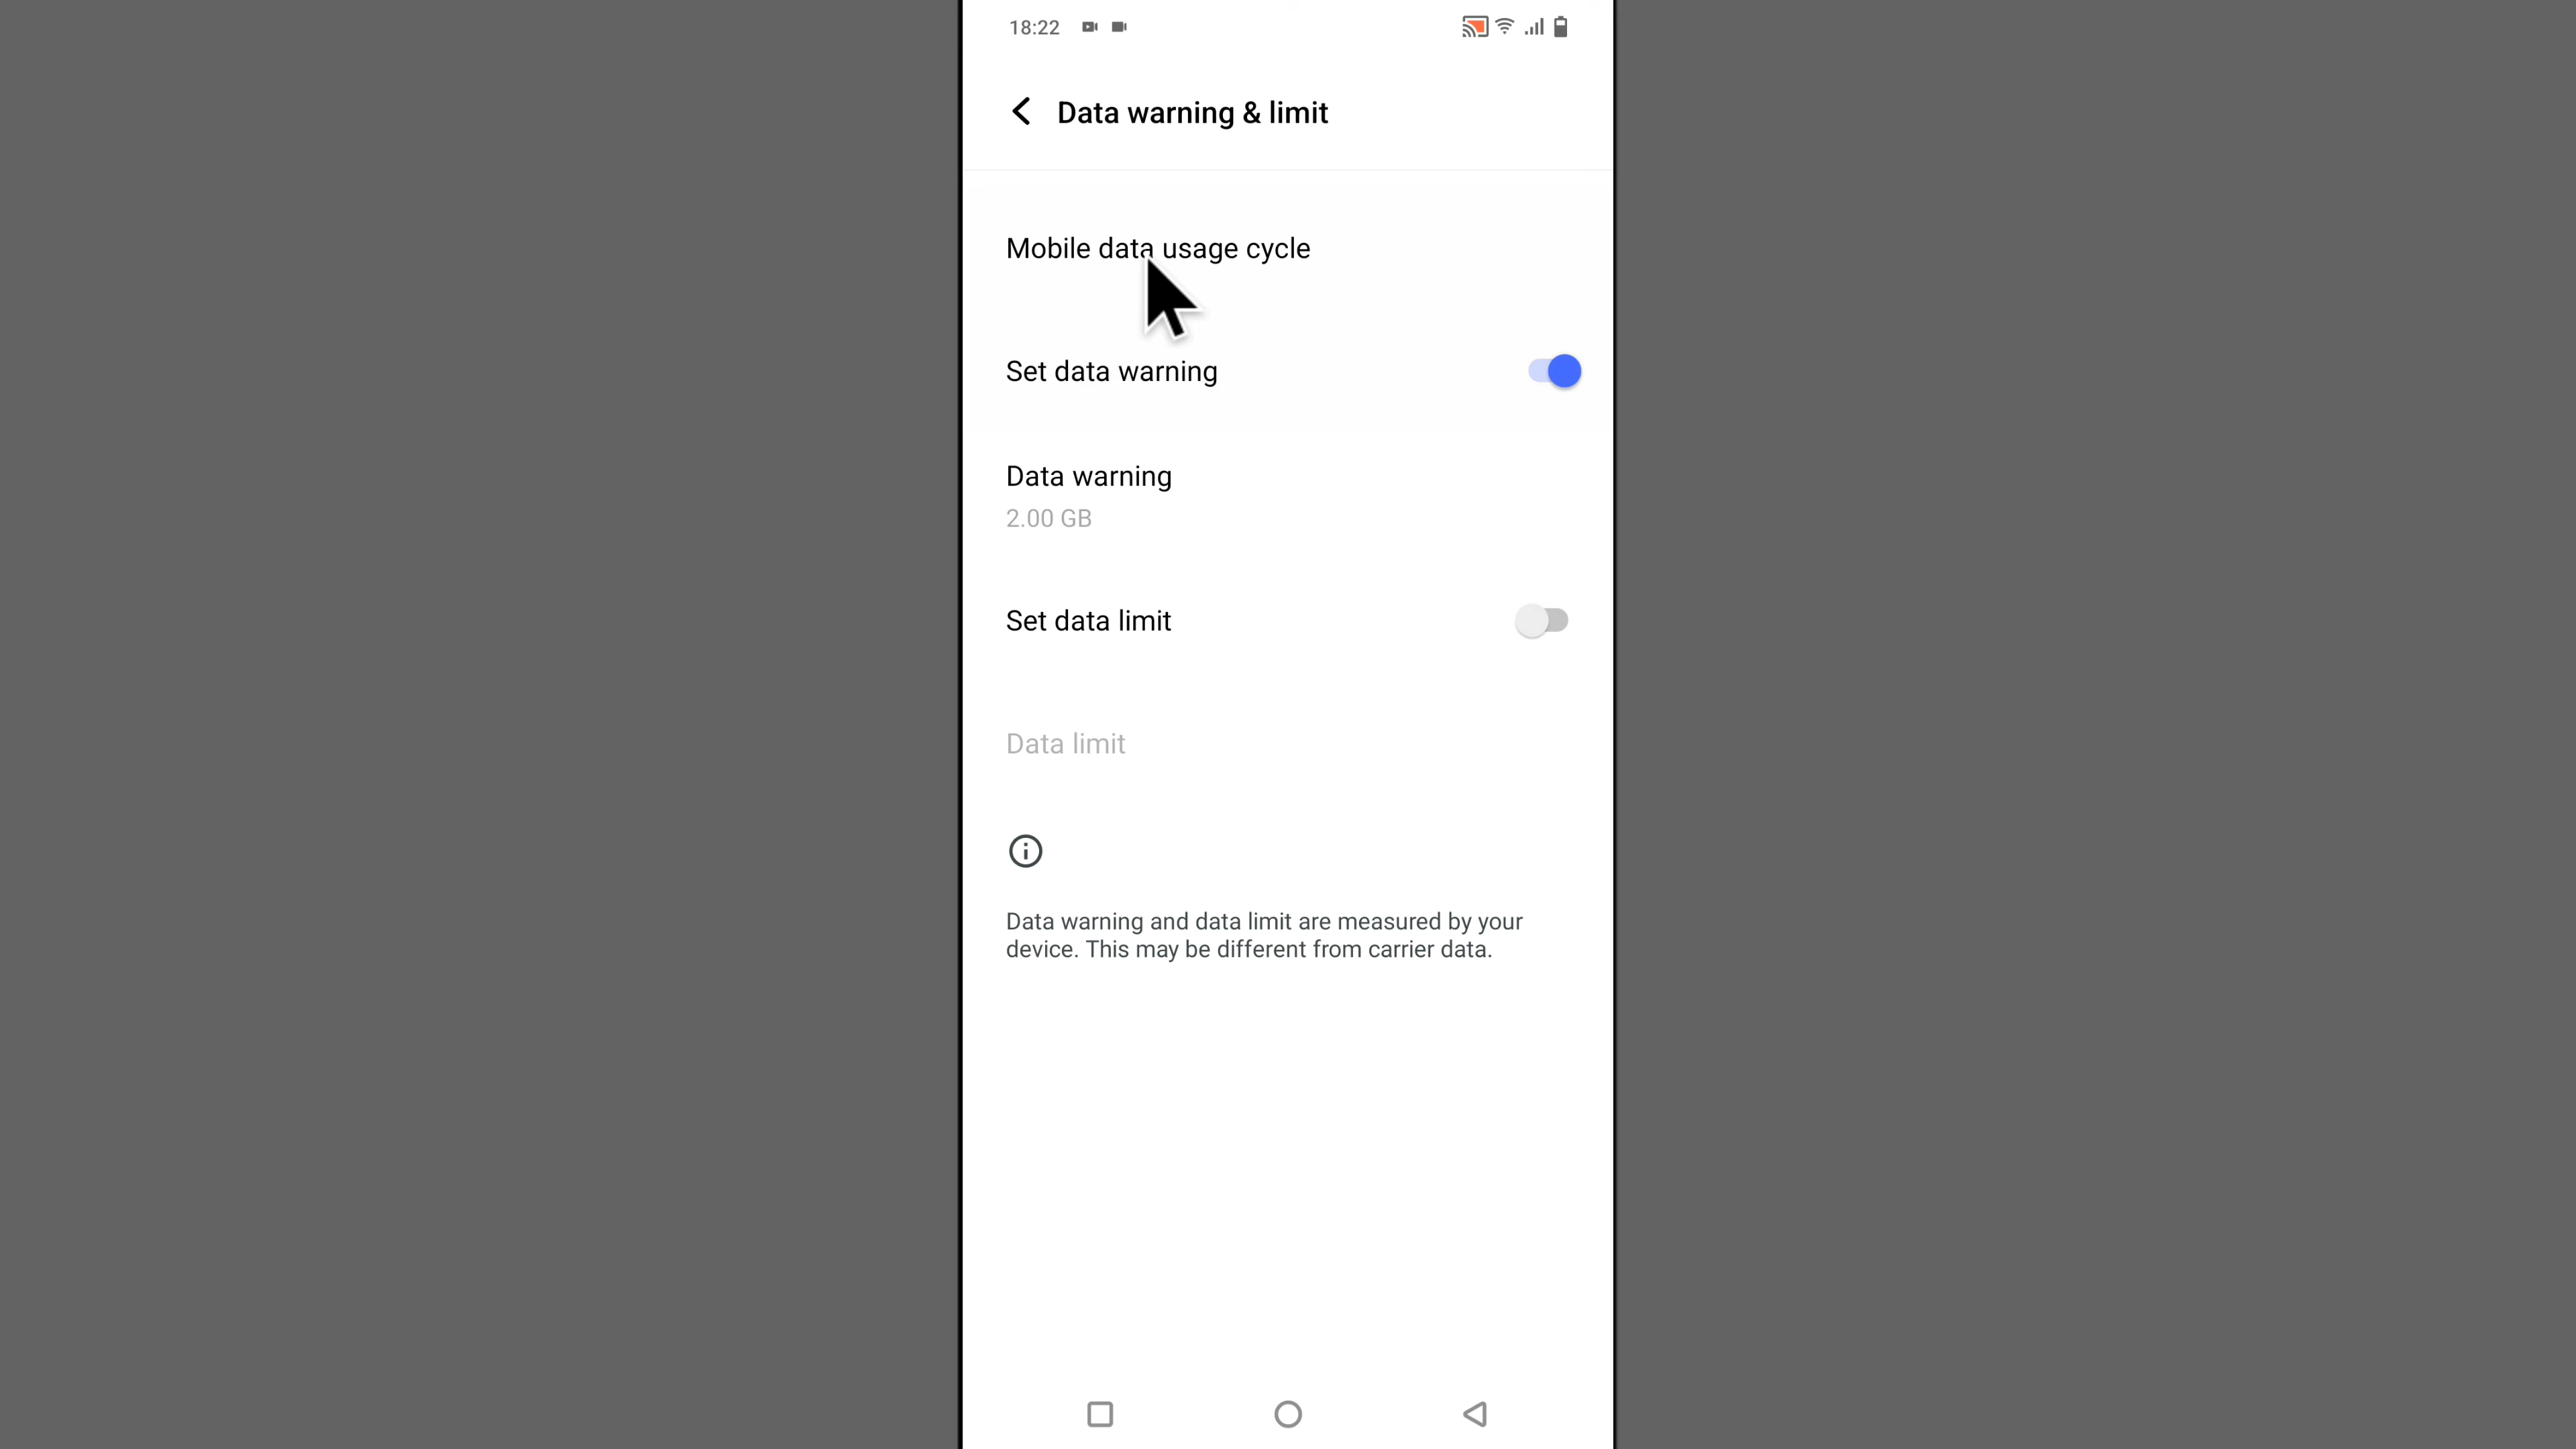 18:22
Data warning & limit
Mobile data usage cycle
Set data warning
Data warning
2.00 GB
Set data limit
Data limit
Data warning and data limit are measured by your
device. This may be different from carrier data.